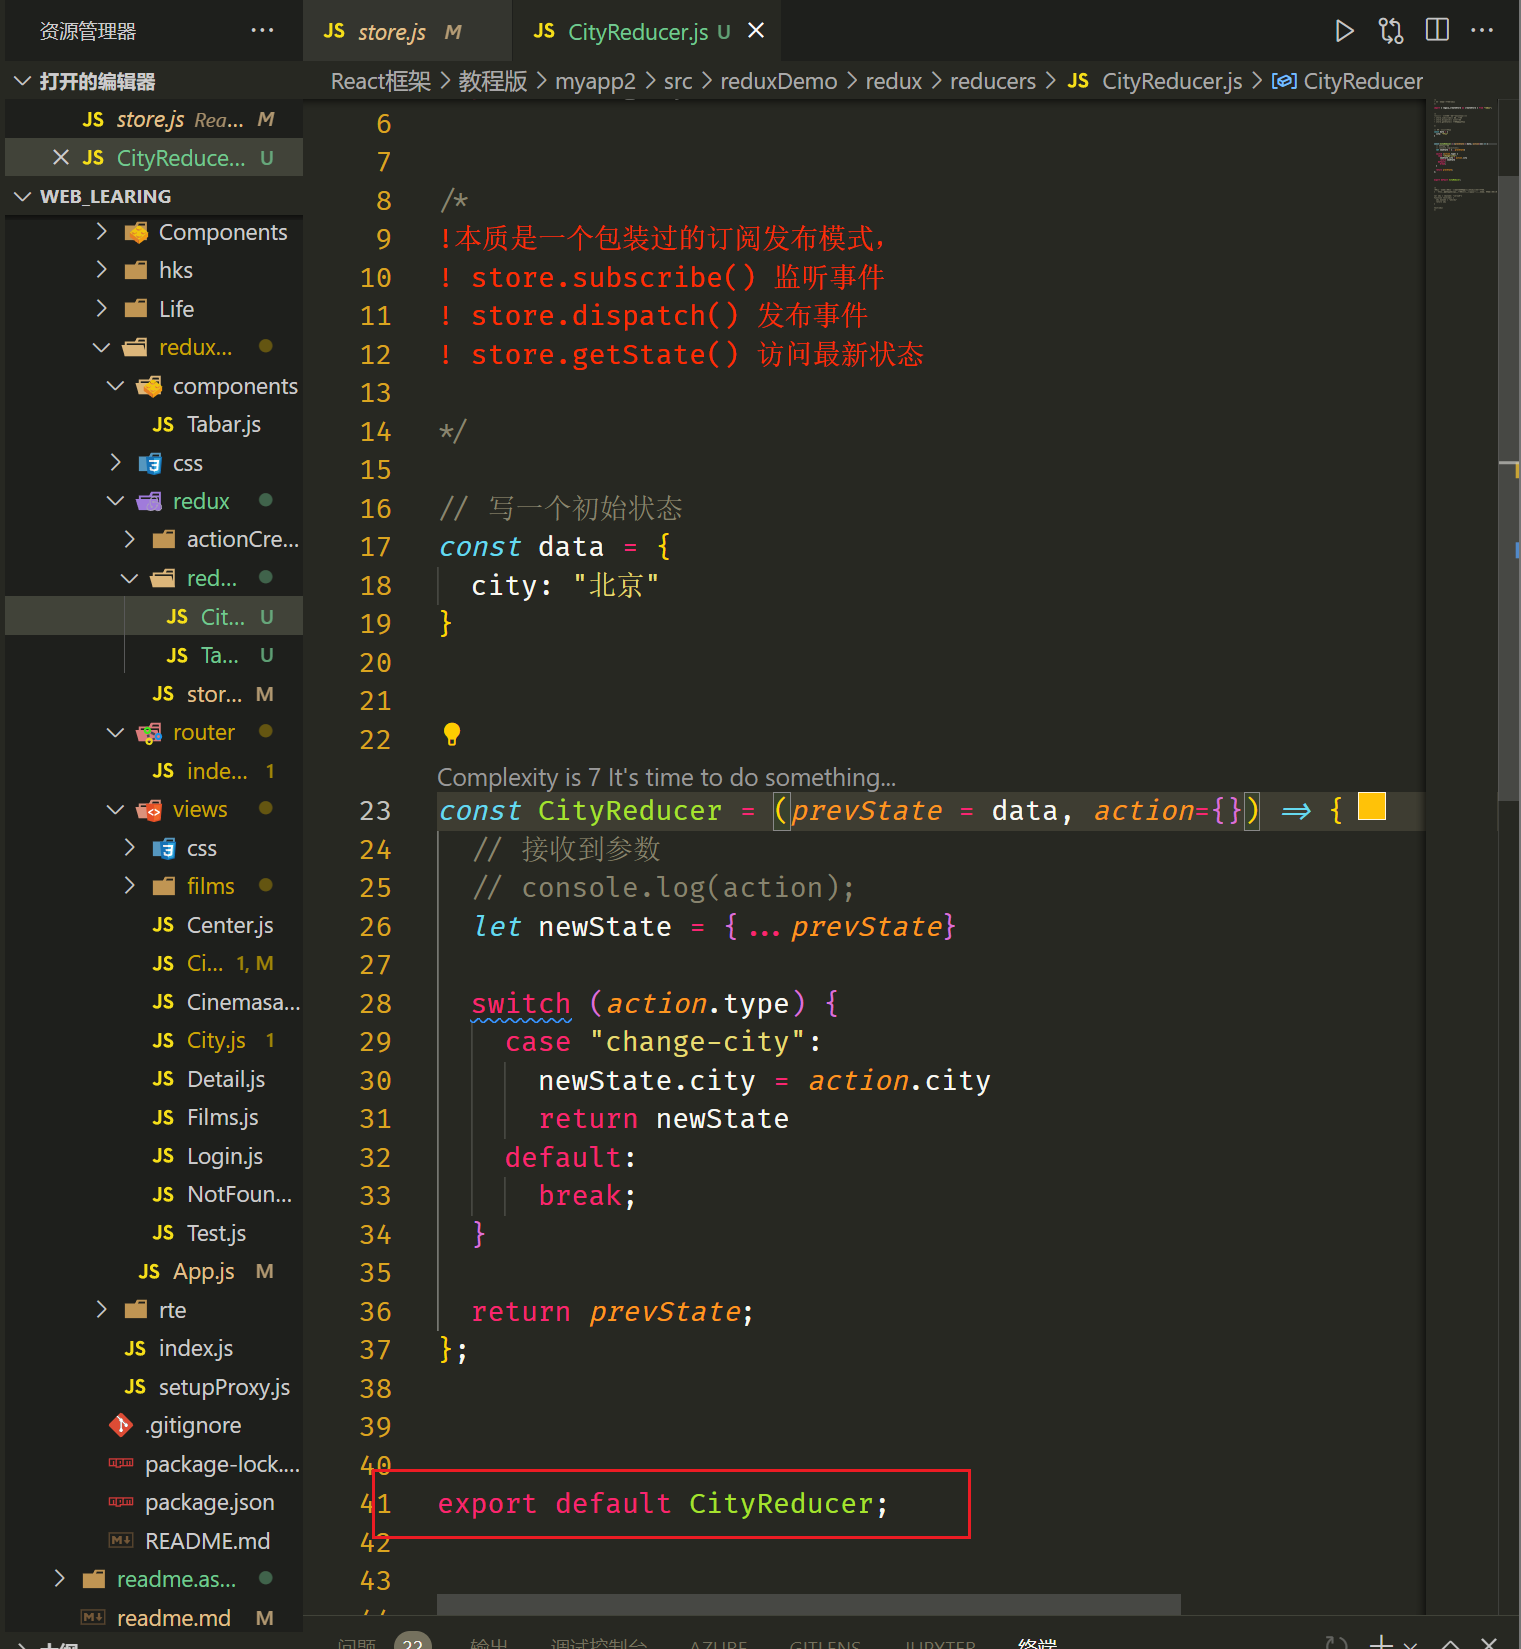 资源管理器 ···
JS store.js M
JS CityReducer.js U
打开的编辑器
JS store.js Rea... M
JS CityReduce... U
WEB_LEARING
Components
hks
Life
redux...
components
JS Tabar.js
css
redux
actionCre...
red...
JS Cit... U
JS Ta... U
JS stor... M
router
JS inde... 1
views
css
films
JS Center.js
JS Ci... 1, M
JS Cinemasa...
JS City.js 1
JS Detail.js
JS Films.js
JS Login.js
JS NotFoun...
JS Test.js
JS App.js M
rte
JS index.js
JS setupProxy.js
.gitignore
package-lock....
package.json
README.md
readme.as...
readme.md M
大纲
React框架 > 教程版 > myapp2 > src > reduxDemo > redux > reducers > JS CityReducer.js > CityReducer
6
7
8 /*
9 !本质是一个包装过的订阅发布模式,
10 ! store.subscribe() 监听事件
11 ! store.dispatch() 发布事件
12 ! store.getState() 访问最新状态
13
14 */
15
16 // 写一个初始状态
17 const data = {
18 city: "北京"
19 }
20
21
22
Complexity is 7 It's time to do something...
23 const CityReducer = (prevState = data, action={}) => {
24 // 接收到参数
25 // console.log(action);
26 let newState = {...prevState}
27
28 switch (action.type) {
29 case "change-city":
30 newState.city = action.city
31 return newState
32 default:
33 break;
34 }
35
36 return prevState;
37 };
38
39
40
41 export default CityReducer;
42
43
44
问题 22 输出 调试控制台 AZURE GITLENS JUPYTER 终端